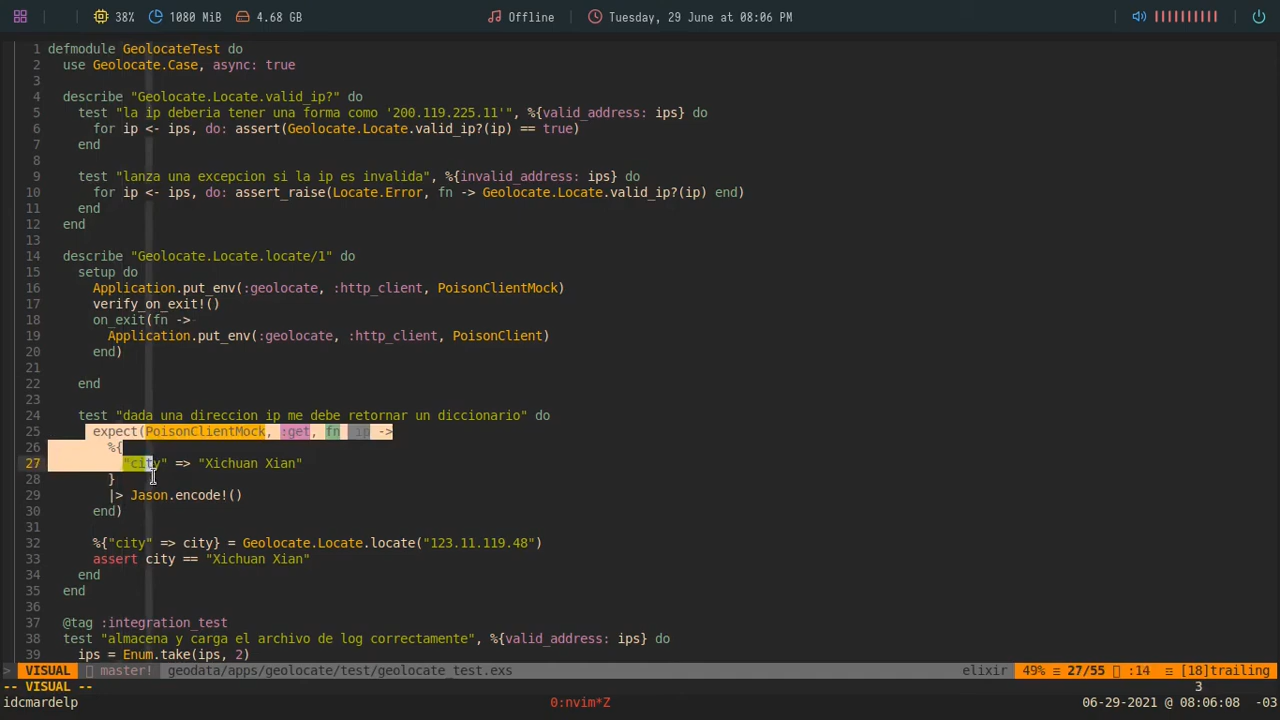 38% 1080 MiB 4.68 GB Offline Tuesday, 29 June at 08:06 PM
1 defmodule GeolocateTest do
2 use Geolocate.Case, async: true
3
4 describe "Geolocate.Locate.valid_ip?" do
5 test "la ip deberia tener una forma como '200.119.225.11'", %{valid_address: ips} do
6 for ip <- ips, do: assert(Geolocate.Locate.valid_ip?(ip) == true)
7 end
8
9 test "lanza una excepcion si la ip es invalida", %{invalid_address: ips} do
10 for ip <- ips, do: assert_raise(Locate.Error, fn -> Geolocate.Locate.valid_ip?(ip) end)
11 end
12 end
13
14 describe "Geolocate.Locate.locate/1" do
15 setup do
16 Application.put_env(:geolocate, :http_client, PoisonClientMock)
17 verify_on_exit!()
18 on_exit(fn ->
19 Application.put_env(:geolocate, :http_client, PoisonClient)
20 end)
21
22 end
23
24 test "dada una direccion ip me debe retornar un diccionario" do
25 expect(PoisonClientMock, :get, fn ip ->
26 %{
27 "city" => "Xichuan Xian"
28 }
29 |> Jason.encode!()
30 end)
31
32 %{"city" => city} = Geolocate.Locate.locate("123.11.119.48")
33 assert city == "Xichuan Xian"
34 end
35 end
36
37 @tag :integration_test
38 test "almacena y carga el archivo de log correctamente", %{valid_address: ips} do
39 ips = Enum.take(ips, 2)
> VISUAL master! geodata/apps/geolocate/test/geolocate_test.exs elixir 49% ≡ 27/55 :14 ≡ [18]trailing
-- VISUAL -- 3
idcmardelp 0:nvim*Z 06-29-2021 @ 08:06:08 -03